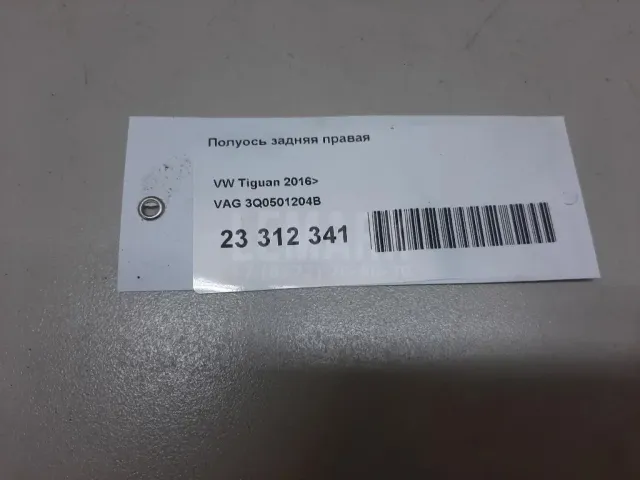 Полуось задняя правая
VW Tiguan 2016>
VAG 3Q0501204B
23 312 341